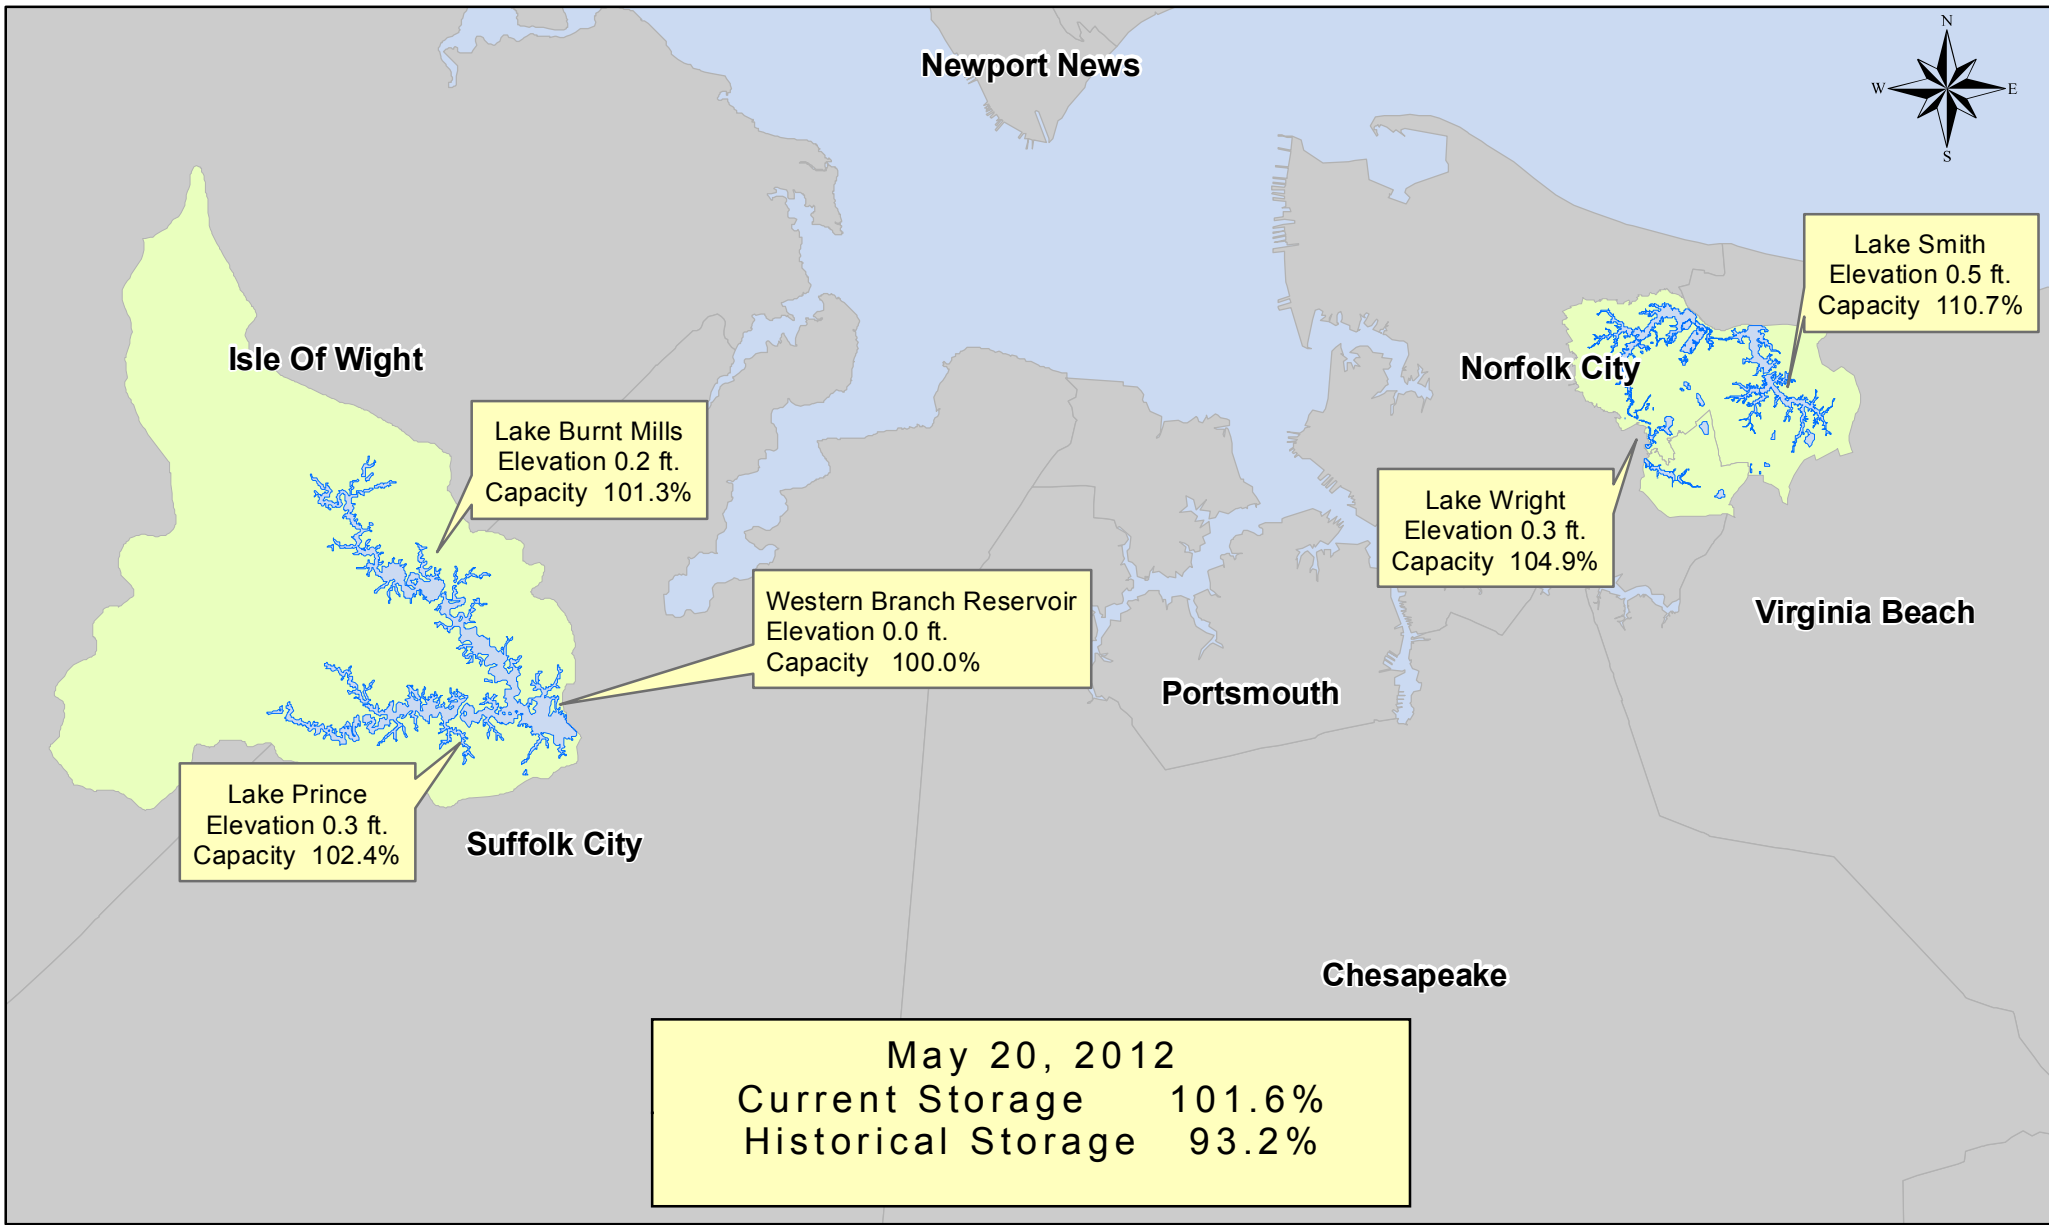 Newport News
N
W E
S
Lake Smith
Elevation 0.5 ft.
Capacity 110.7%
Isle Of Wight
Norfolk City
Lake Burnt Mills
Elevation 0.2 ft.
Capacity 101.3%
Lake Wright
Elevation 0.3 ft.
Capacity 104.9%
Western Branch Reservoir
Elevation 0.0 ft.
Capacity 100.0%
Virginia Beach
Portsmouth
Lake Prince
Elevation 0.3 ft.
Capacity 102.4%
Suffolk City
Chesapeake
May 20, 2012
Current Storage 101.6%
Historical Storage 93.2%